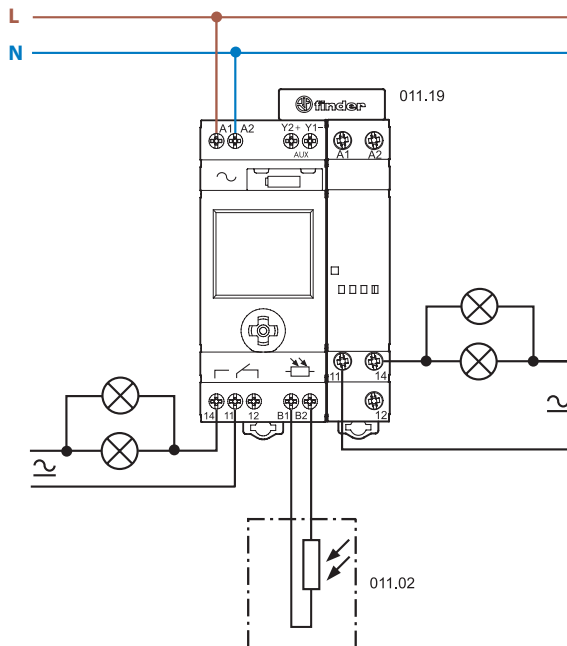 L
N
finder
011.19
A1 A2 Y2+ Y1–
AUX
A1 A2
11 14
12
14 11 12 B1 B2
011.02